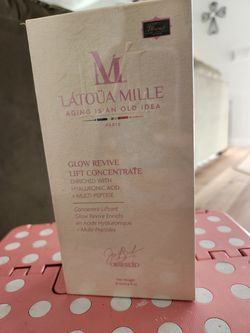 LM
LATOÜA MILLE
AGING IS AN OLD IDEA
PARIS
GLOW REVIVE
LIFT CONCENTRATE
ENRICHED WITH
HYALURONIC ACID
+ MULTI-PEPTIDE
Concentré Liftant
Glow Revive Enrichi
en Acide Hyaluronique
+ Multi-Peptides